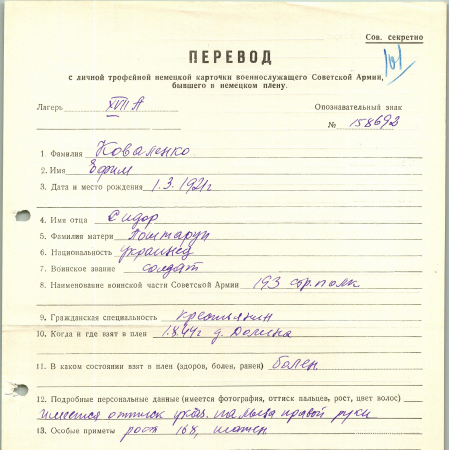 Сов. секретно
101
ПЕРЕВОД
с личной трофейной немецкой карточки военнослужащего Советской Армии,
бывшего в немецком плену.
Лагерь XVII A Опознавательный знак
№ 158692
1. Фамилия Коваленко
2. Имя Ефим
3. Дата и место рождения 1.3.1921г
4. Имя отца Сидор
5. Фамилия матери Поштарук
6. Национальность украинец
7. Воинское звание солдат
8. Наименование воинской части Советской Армии 193 стр. полк
9. Гражданская специальность крестьянин
10. Когда и где взят в плен 1.8.44г д. Долина
11. В каком состоянии взят в плен (здоров, болен, ранен) болен
12. Подробные персональные данные (имеется фотография, оттиск пальцев, рост, цвет волос)
имеется оттиск указ. пальца правой руки
13. Особые приметы рост 168, шатен